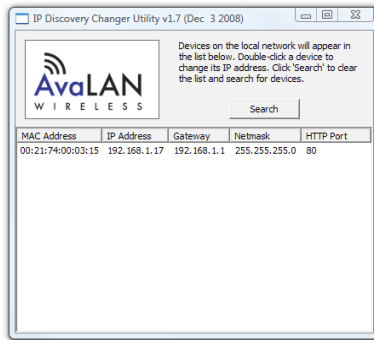 IP Discovery Changer Utility v1.7 (Dec  3 2008)
AvaLAN
WIRELESS
Devices on the local network will appear in
the list below. Double-click a device to
change its IP address. Click 'Search' to clear
the list and search for devices.
Search
MAC Address IP Address Gateway Netmask HTTP Port
00:21:74:00:03:15 192.168.1.17 192.168.1.1 255.255.255.0 80